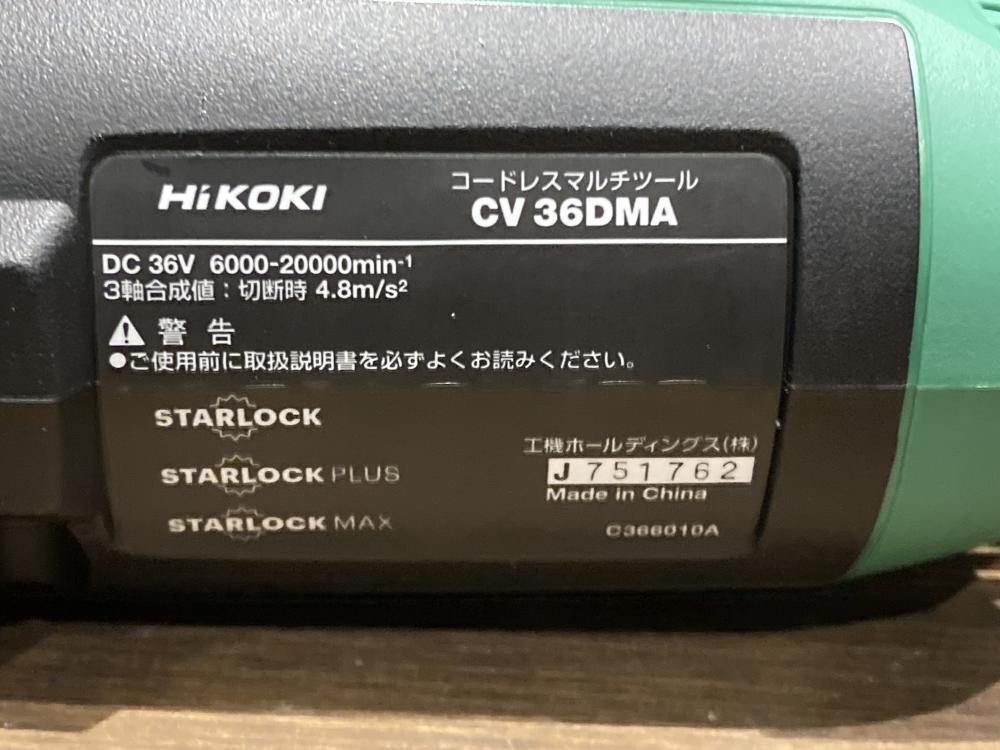 HiKOKI
コードレスマルチツール
CV 36DMA
DC 36V 6000-20000min⁻¹
3軸合成値：切断時 4.8m/s²
警告
●ご使用前に取扱説明書を必ずよくお読みください。
STARLOCK
STARLOCK PLUS
STARLOCK MAX
工機ホールディングス(株)
J751762
Made in China
C366010A